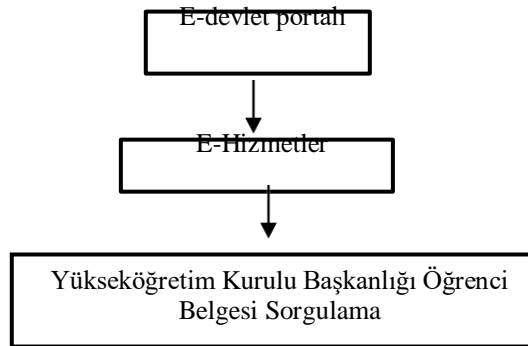 E-devlet portalı
E-Hizmetler
Yükseköğretim Kurulu Başkanlığı Öğrenci
Belgesi Sorgulama